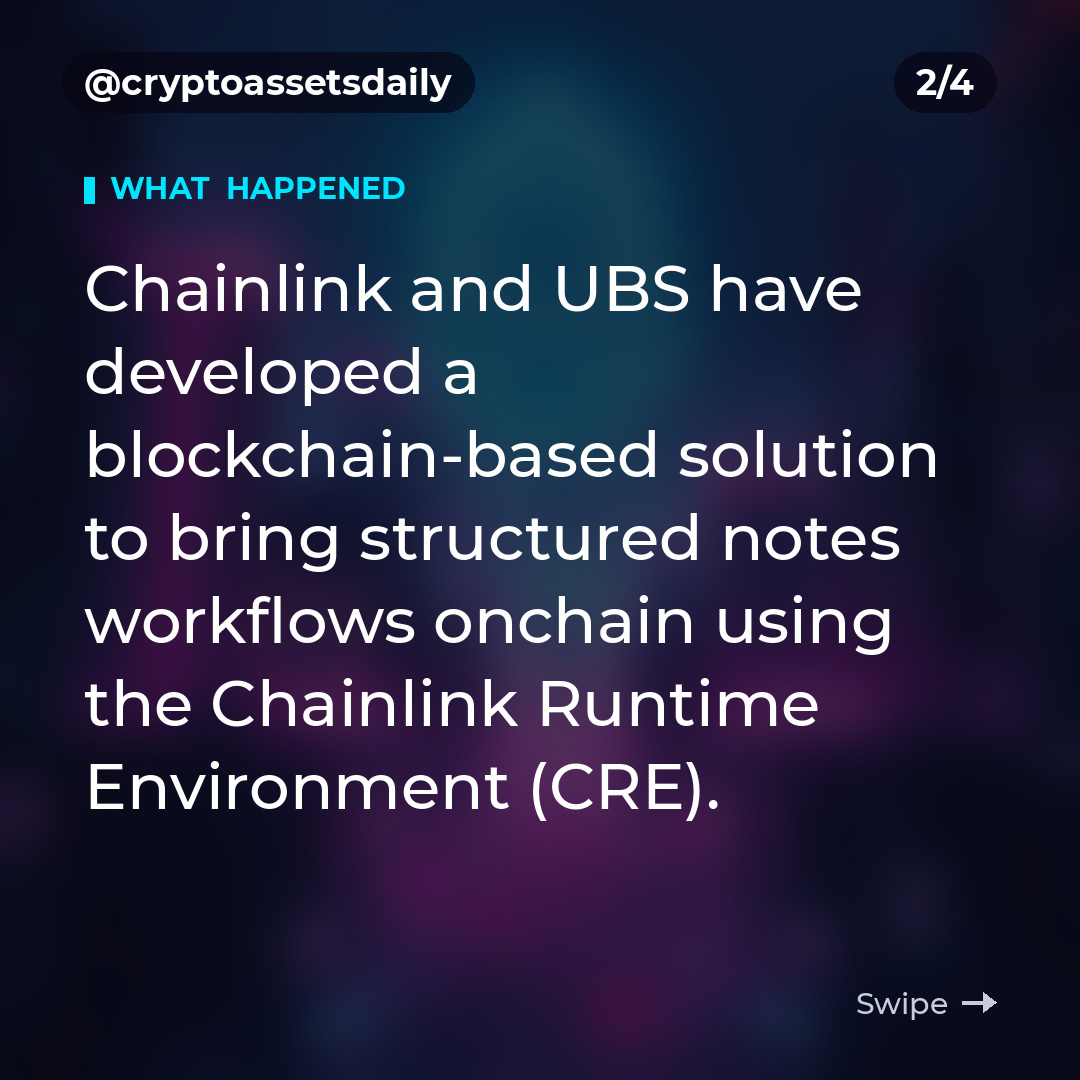 @cryptoassetsdaily
2/4
WHAT HAPPENED
Chainlink and UBS have
developed a
blockchain-based solution
to bring structured notes
workflows onchain using
the Chainlink Runtime
Environment (CRE).
Swipe →